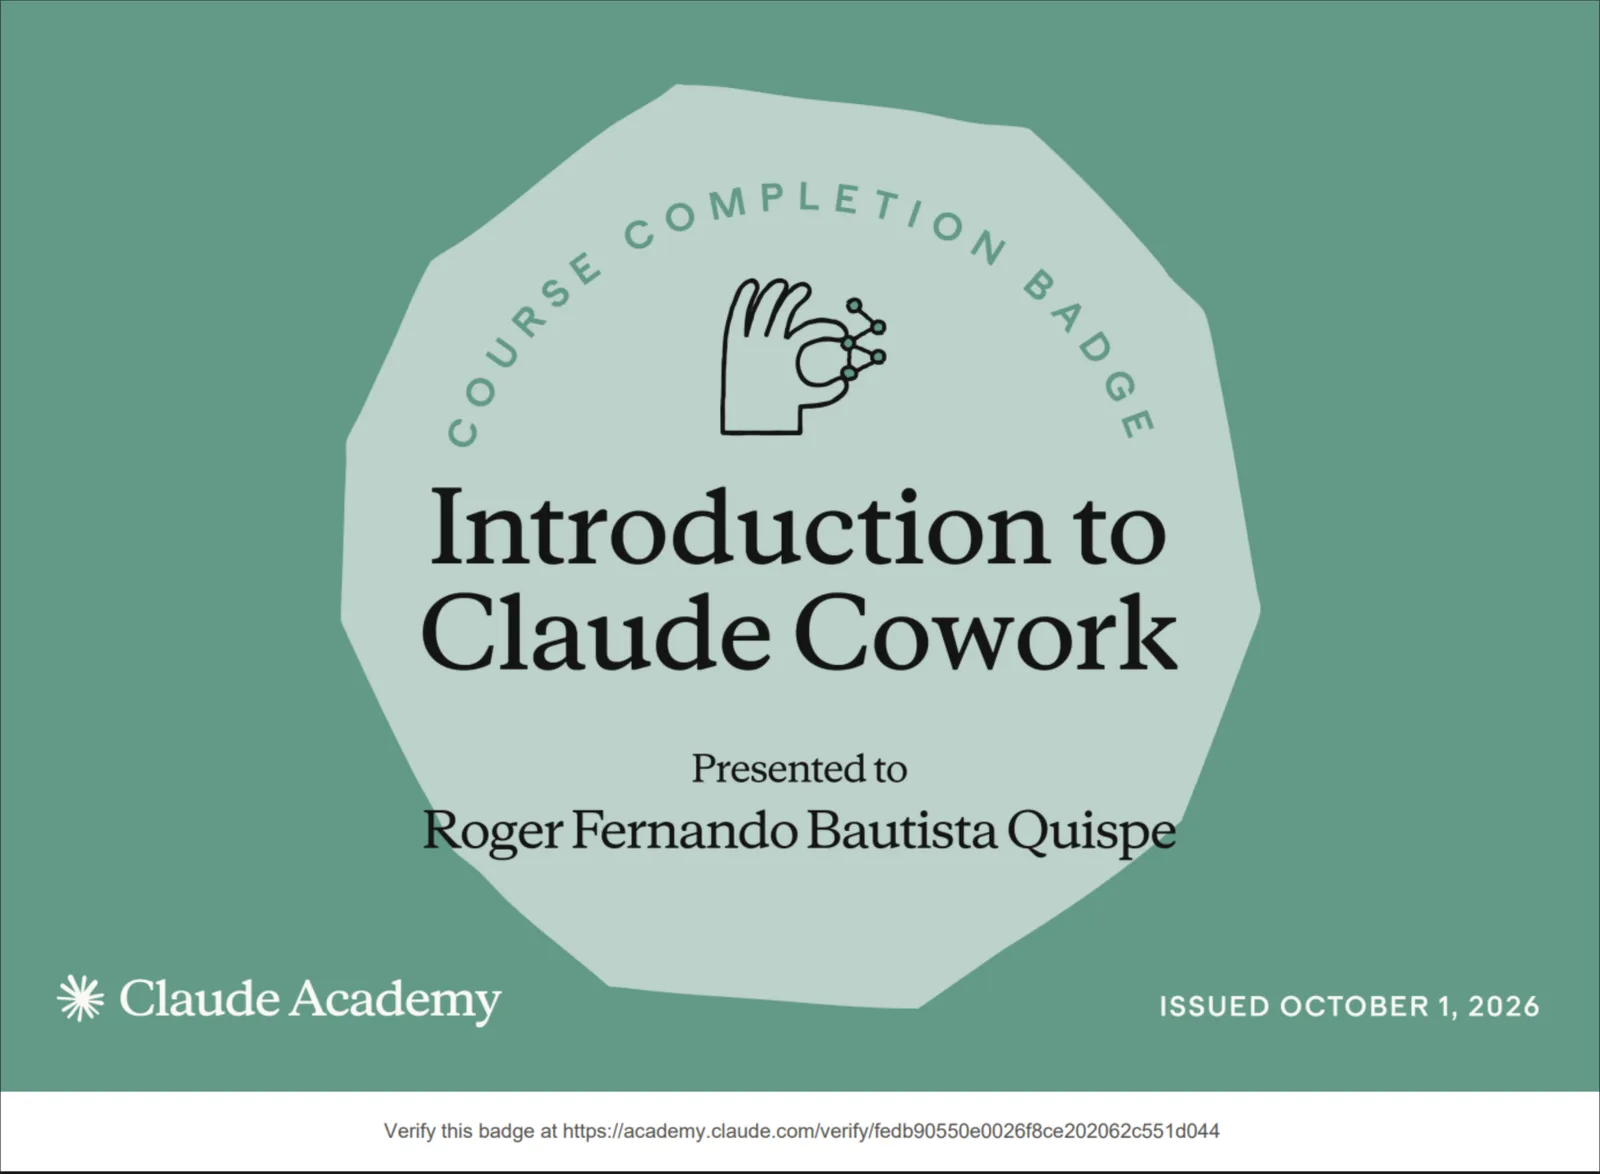 COURSE COMPLETION BADGE
Introduction to
Claude Cowork
Presented to
Roger Fernando Bautista Quispe
Claude Academy
ISSUED OCTOBER 1, 2026
Verify this badge at https://academy.claude.com/verify/fedb90550e0026f8ce202062c551d044